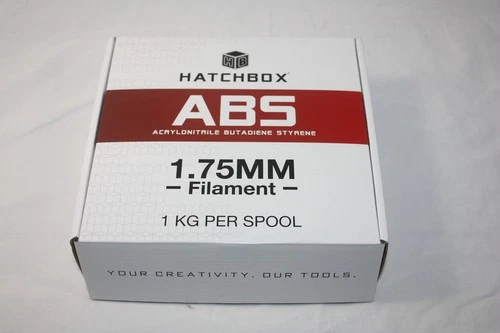 HB
HATCHBOX®
ABS
ACRYLONITRILE BUTADIENE STYRENE
1.75MM
– Filament –
1 KG PER SPOOL
YOUR CREATIVITY. OUR TOOLS.